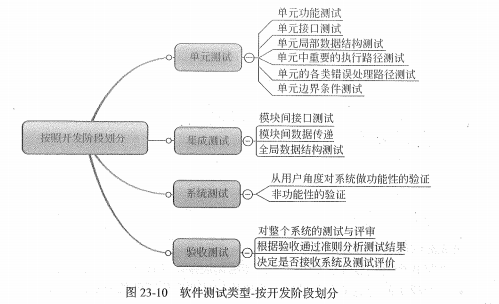 按照开发阶段划分
单元测试
单元功能测试
单元接口测试
单元局部数据结构测试
单元中重要的执行路径测试
单元的各类错误处理路径测试
单元边界条件测试
集成测试
模块间接口测试
模块间数据传递
全局数据结构测试
系统测试
从用户角度对系统做功能性的验证
非功能性的验证
验收测试
对整个系统的测试与评审
根据验收通过准则分析测试结果
决定是否接收系统及测试评价
图 23-10 软件测试类型-按开发阶段划分